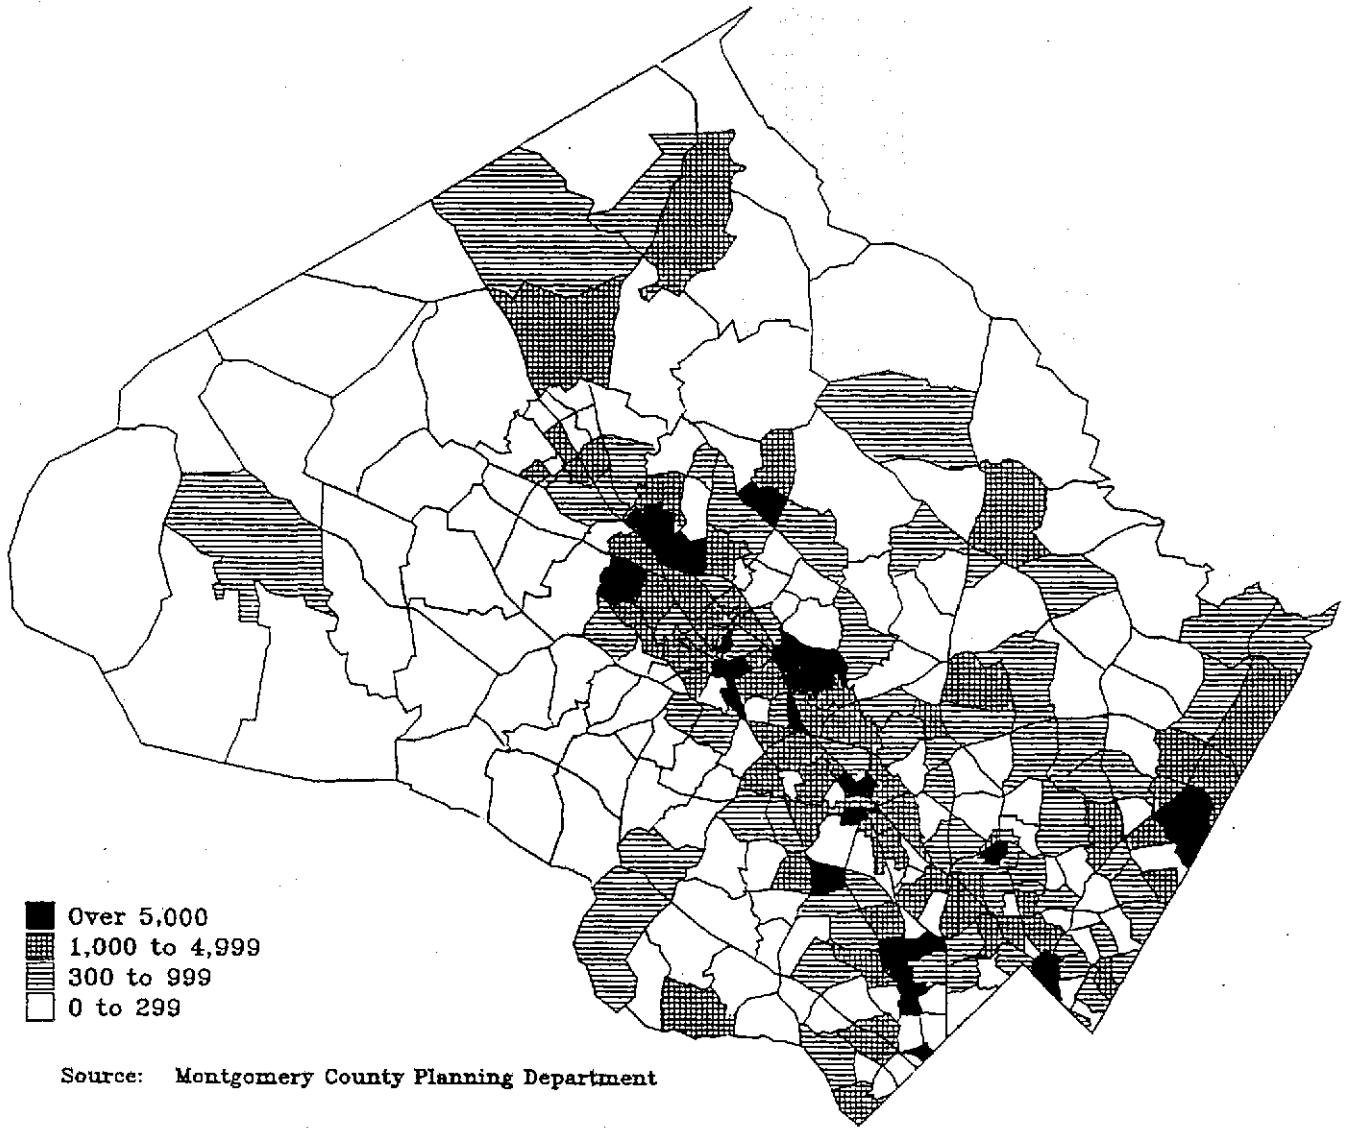 Over 5,000
1,000 to 4,999
300 to 999
0 to 299
Source: Montgomery County Planning Department